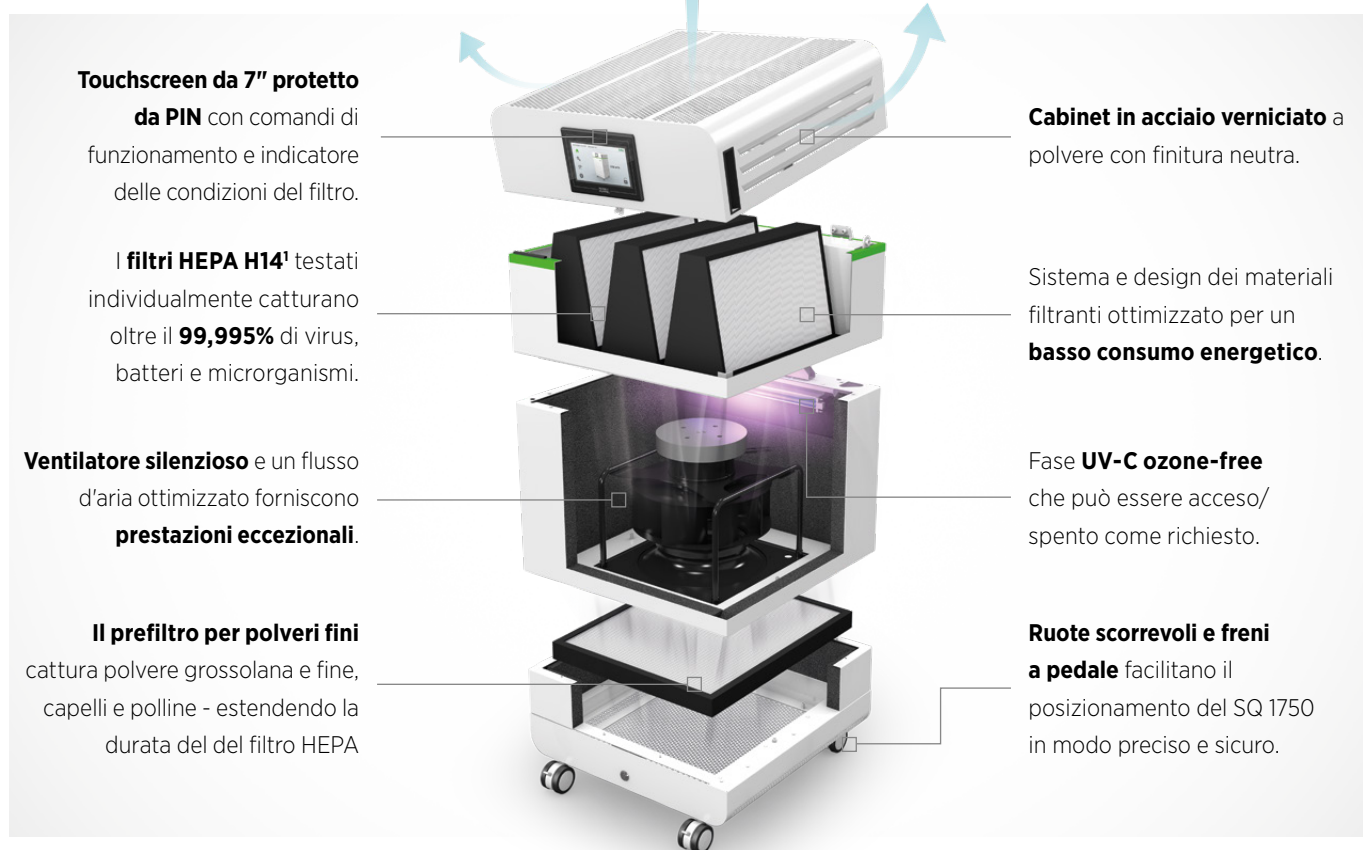 Touchscreen da 7" protetto
da PIN con comandi di
funzionamento e indicatore
delle condizioni del filtro.
I filtri HEPA H14¹ testati
individualmente catturano
oltre il 99,995% di virus,
batteri e microrganismi.
Ventilatore silenzioso e un flusso
d'aria ottimizzato forniscono
prestazioni eccezionali.
Il prefiltro per polveri fini
cattura polvere grossolana e fine,
capelli e polline - estendendo la
durata del del filtro HEPA
Cabinet in acciaio verniciato a
polvere con finitura neutra.
Sistema e design dei materiali
filtranti ottimizzato per un
basso consumo energetico.
Fase UV-C ozone-free
che può essere acceso/
spento come richiesto.
Ruote scorrevoli e freni
a pedale facilitano il
posizionamento del SQ 1750
in modo preciso e sicuro.